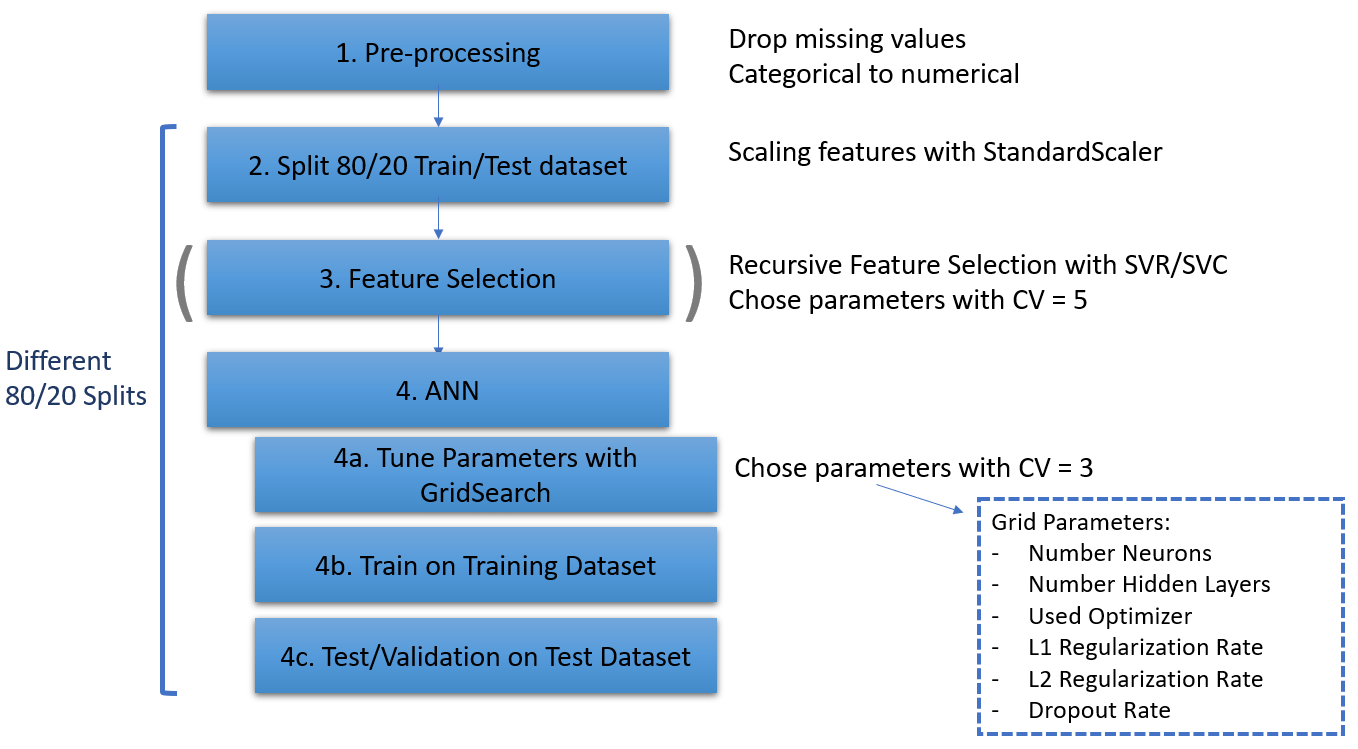 1. Pre-processing
Drop missing values
Categorical to numerical
2. Split 80/20 Train/Test dataset
Scaling features with StandardScaler
( 3. Feature Selection )
Recursive Feature Selection with SVR/SVC
Chose parameters with CV = 5
Different
80/20 Splits
4. ANN
4a. Tune Parameters with
GridSearch
Chose parameters with CV = 3
Grid Parameters:
- Number Neurons
- Number Hidden Layers
- Used Optimizer
- L1 Regularization Rate
- L2 Regularization Rate
- Dropout Rate
4b. Train on Training Dataset
4c. Test/Validation on Test Dataset